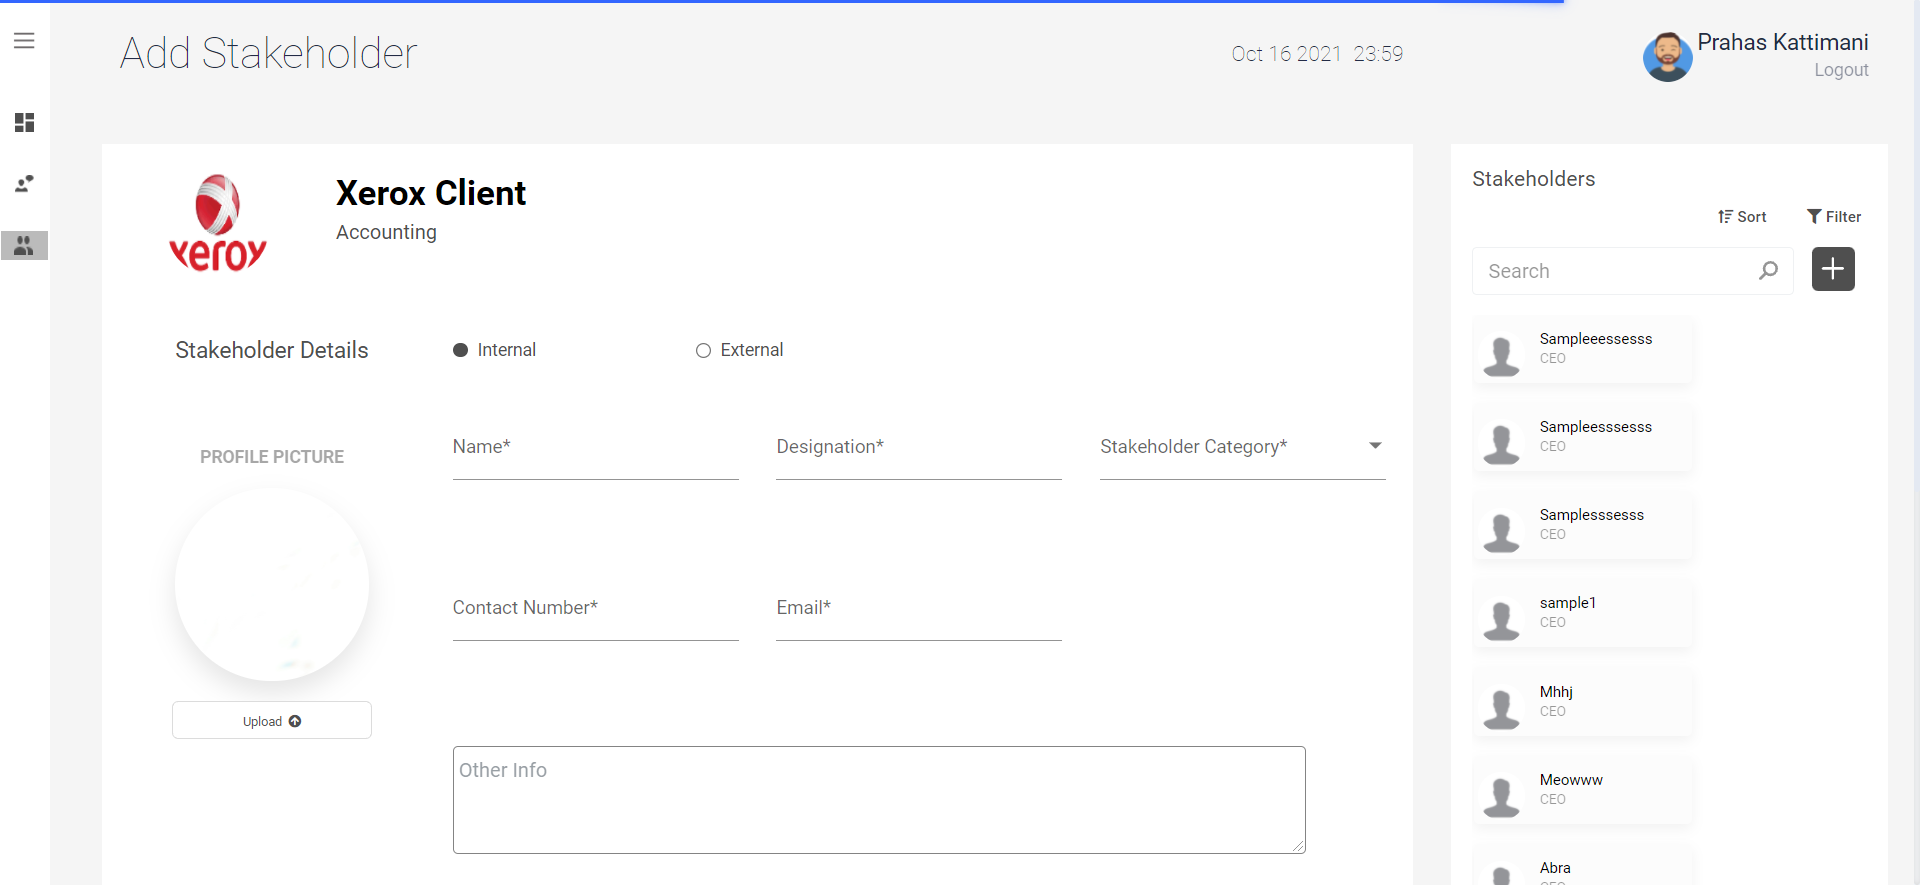 Add Stakeholder
Oct 16 2021 23:59
Prahas Kattimani
Logout
xerox
Xerox Client
Accounting
Stakeholder Details
Internal
External
PROFILE PICTURE
Name*
Designation*
Stakeholder Category*
Contact Number*
Email*
Upload
Other Info
Stakeholders
Sort
Filter
Search
Sampleeessesss
CEO
Sampleesssesss
CEO
Samplesssesss
CEO
sample1
CEO
Mhhj
CEO
Meowww
CEO
Abra
CEO